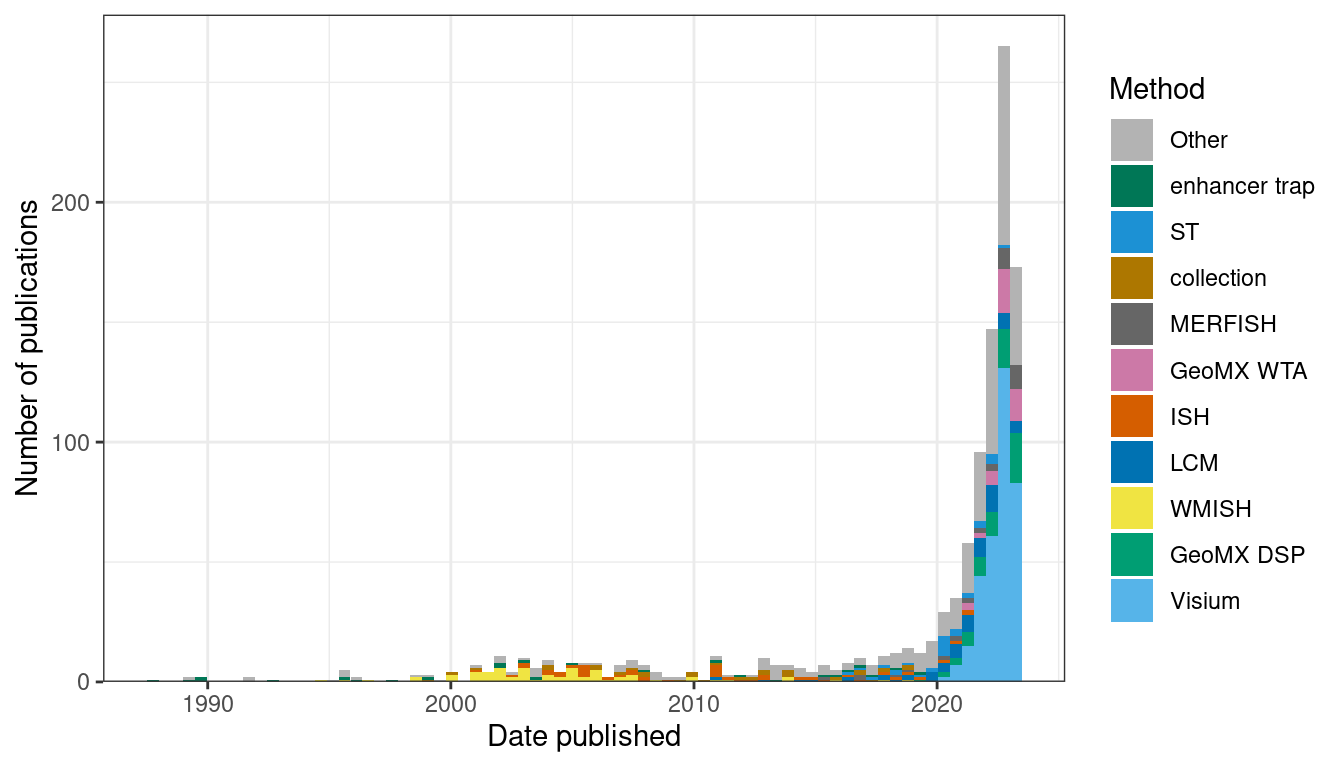 Number of publications
200
100
0
1990
2000
2010
2020
Date published
Method
Other
enhancer trap
ST
collection
MERFISH
GeoMX WTA
ISH
LCM
WMISH
GeoMX DSP
Visium